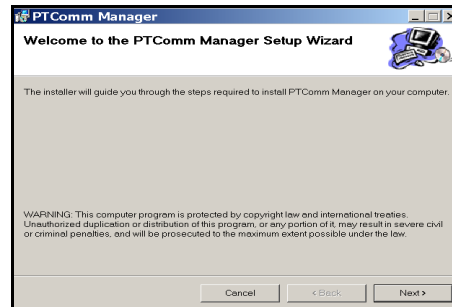 PTComm Manager
Welcome to the PTComm Manager Setup Wizard
The installer will guide you through the steps required to install PTComm Manager on your computer.
WARNING: This computer program is protected by copyright law and international treaties.
Unauthorized duplication or distribution of this program, or any portion of it, may result in severe civil
or criminal penalties, and will be prosecuted to the maximum extent possible under the law.
Cancel < Back Next >